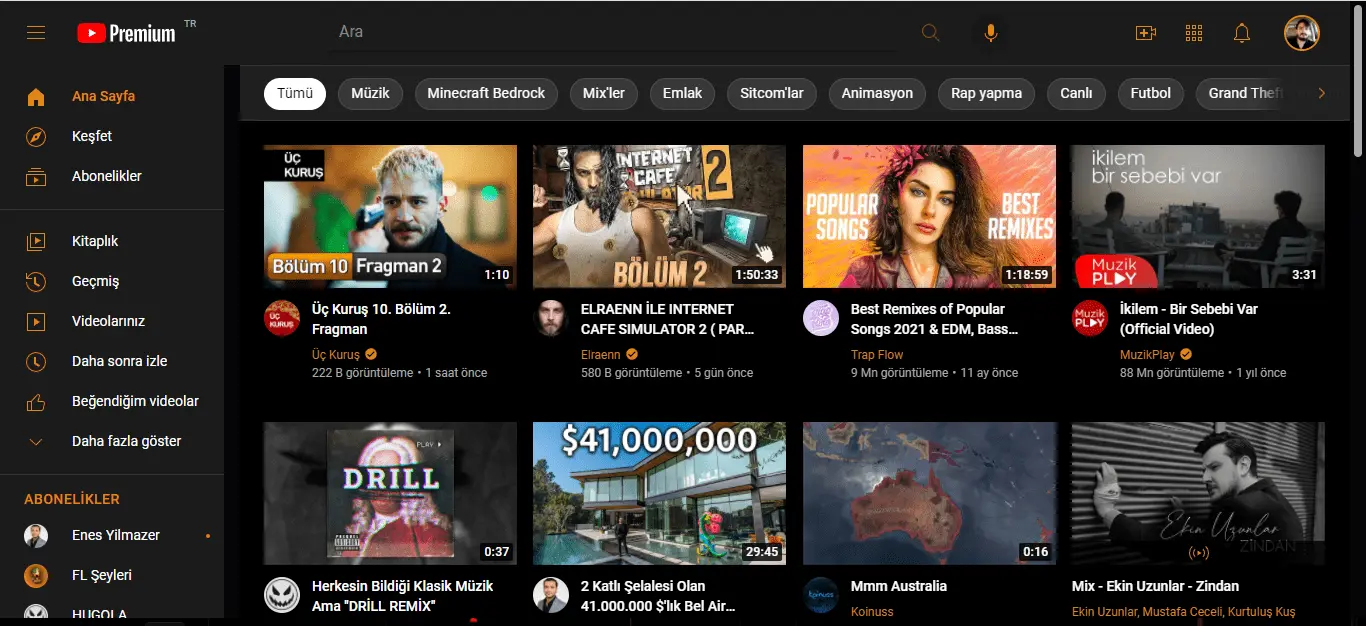 Premium TR
Ara
Ana Sayfa
Keşfet
Abonelikler
Kitaplık
Geçmiş
Videolarınız
Daha sonra izle
Beğendiğim videolar
Daha fazla göster
ABONELİKLER
Enes Yilmazer
FL Şeyleri
HUGOLA
Tümü Müzik Minecraft Bedrock Mix'ler Emlak Sitcom'lar Animasyon Rap yapma Canlı Futbol Grand Theft
ÜÇ
KURUŞ
Bölüm 10 Fragman 2
1:10
ÜÇ
KURUŞ
Üç Kuruş 10. Bölüm 2.
Fragman
Üç Kuruş
222 B görüntüleme • 1 saat önce
INTERNET
CAFE
2
BÖLÜM 2
1:50:33
ELRAENN İLE INTERNET
CAFE SIMULATOR 2 ( PAR...
Elraenn
580 B görüntüleme • 5 gün önce
POPULAR
SONGS
BEST
REMIXES
1:18:59
Best Remixes of Popular
Songs 2021 & EDM, Bass...
Trap Flow
9 Mn görüntüleme • 11 ay önce
ikilem
bir sebebi var
Muzik
PLAY
3:31
Muzik
PLAY
İkilem - Bir Sebebi Var
(Official Video)
MuzikPlay
88 Mn görüntüleme • 1 yıl önce
PLAY
DRILL
0:37
Herkesin Bildiği Klasik Müzik
Ama "DRİLL REMİX"
$41,000,000
29:45
2 Katlı Şelalesi Olan
41.000.000 $'lık Bel Air...
0:16
Koinuss
Mmm Australia
Koinuss
Ekin Uzunlar
ZINDAN
Mix - Ekin Uzunlar - Zindan
Ekin Uzunlar, Mustafa Ceceli, Kurtuluş Kuş